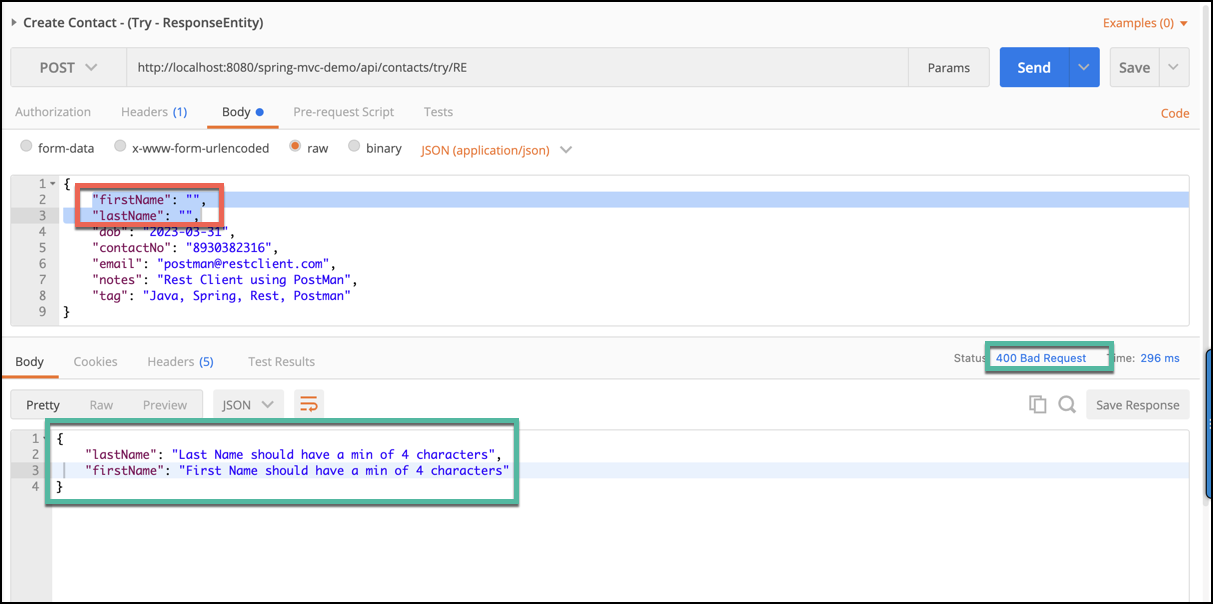 Create Contact - (Try - ResponseEntity)
Examples (0)
POST
http://localhost:8080/spring-mvc-demo/api/contacts/try/RE
Params
Send
Save
Authorization
Headers (1)
Body
Pre-request Script
Tests
Code
form-data
x-www-form-urlencoded
raw
binary
JSON (application/json)
1 {
2 "firstName": "",
3 "lastName": "",
4 "dob": "2023-03-31",
5 "contactNo": "8930382316",
6 "email": "postman@restclient.com",
7 "notes": "Rest Client using PostMan",
8 "tag": "Java, Spring, Rest, Postman"
9 }
Body
Cookies
Headers (5)
Test Results
Status 400 Bad Request
Time: 296 ms
Pretty
Raw
Preview
JSON
Save Response
1 {
2 "lastName": "Last Name should have a min of 4 characters",
3 "firstName": "First Name should have a min of 4 characters"
4 }